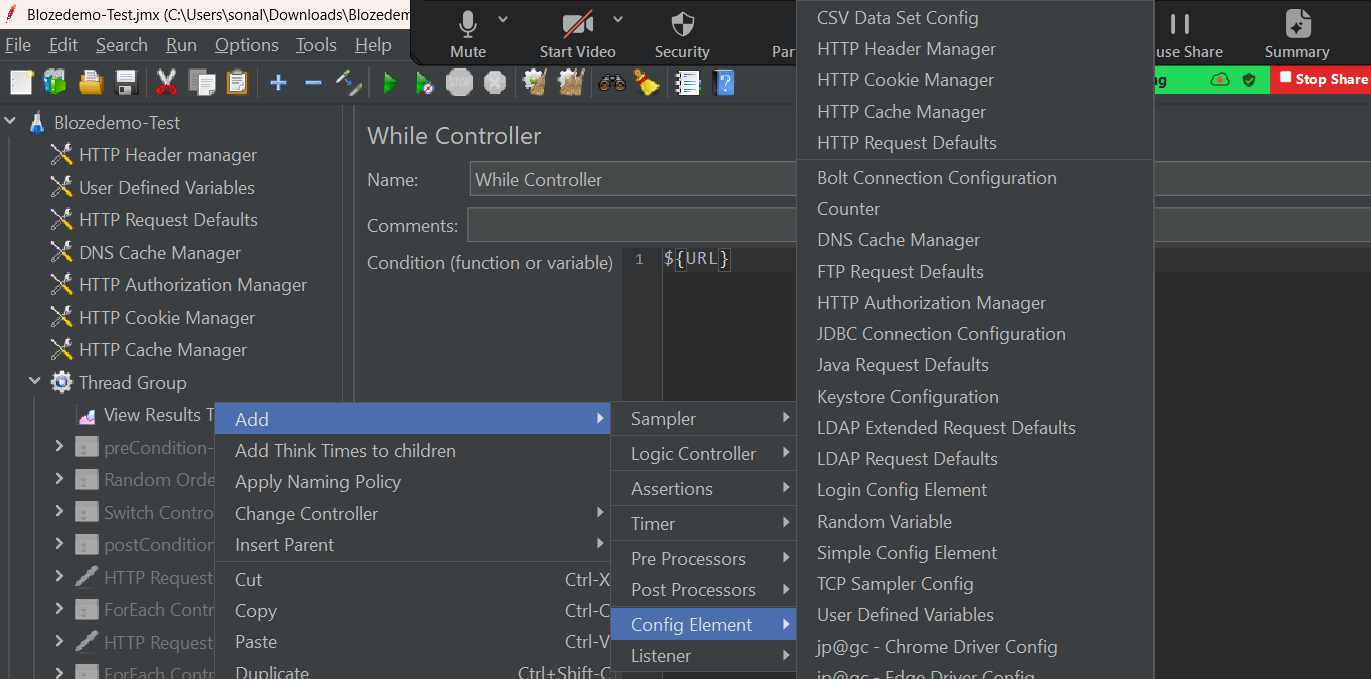 Blozedemo-Test.jmx (C:\Users\sonal\Downloads\Blozedem
File Edit Search Run Options Tools Help
Mute
Start Video
Security
Par
use Share
Summary
ng
Stop Share
STOP
Blozedemo-Test
HTTP Header manager
User Defined Variables
HTTP Request Defaults
DNS Cache Manager
HTTP Authorization Manager
HTTP Cookie Manager
HTTP Cache Manager
Thread Group
View Results T
preCondition-
Random Orde
Switch Contro
postCondition
HTTP Request
ForEach Contr
HTTP Request
ForEach Contr
While Controller
Name: While Controller
Comments:
Condition (function or variable) 1 ${URL}
Add
Add Think Times to children
Apply Naming Policy
Change Controller
Insert Parent
Cut Ctrl-X
Copy Ctrl-C
Paste Ctrl-V
Duplicate Ctrl+Shift-C
Sampler
Logic Controller
Assertions
Timer
Pre Processors
Post Processors
Config Element
Listener
CSV Data Set Config
HTTP Header Manager
HTTP Cookie Manager
HTTP Cache Manager
HTTP Request Defaults
Bolt Connection Configuration
Counter
DNS Cache Manager
FTP Request Defaults
HTTP Authorization Manager
JDBC Connection Configuration
Java Request Defaults
Keystore Configuration
LDAP Extended Request Defaults
LDAP Request Defaults
Login Config Element
Random Variable
Simple Config Element
TCP Sampler Config
User Defined Variables
jp@gc - Chrome Driver Config
jp@gc - Edge Driver Config